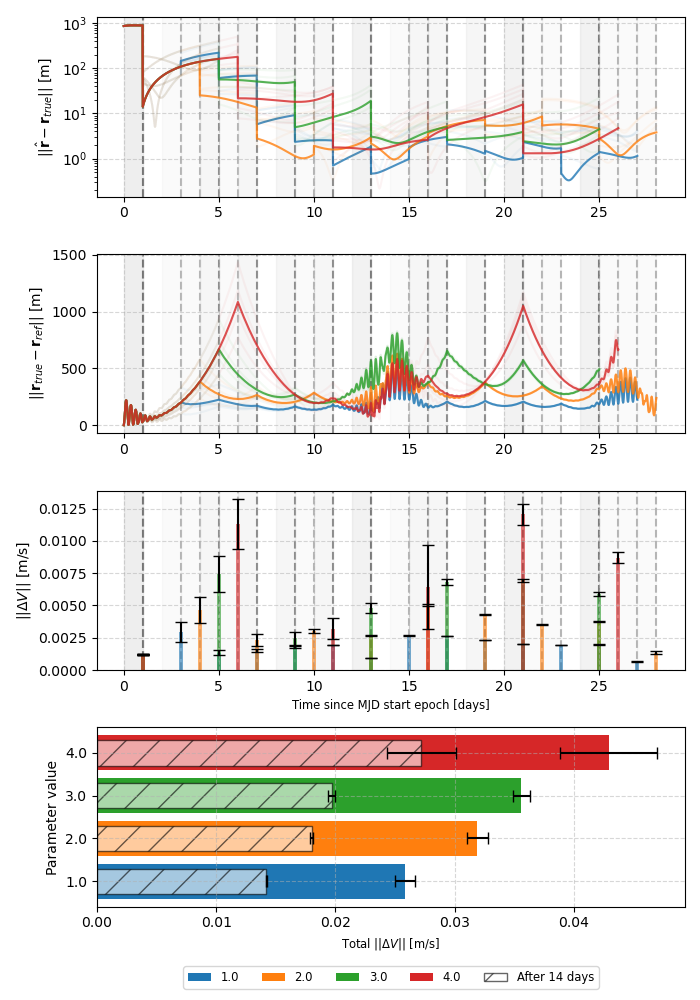 10³
10²
10¹
10⁰
||r̂ − r_true|| [m]
0 5 10 15 20 25
1500
1000
500
0
||r_true − r_ref|| [m]
0 5 10 15 20 25
0.0125
0.0100
0.0075
0.0050
0.0025
0.0000
||ΔV|| [m/s]
0 5 10 15 20 25
Time since MJD start epoch [days]
4.0
3.0
2.0
1.0
Parameter value
0.00 0.01 0.02 0.03 0.04
Total ||ΔV|| [m/s]
1.0 2.0 3.0 4.0 After 14 days